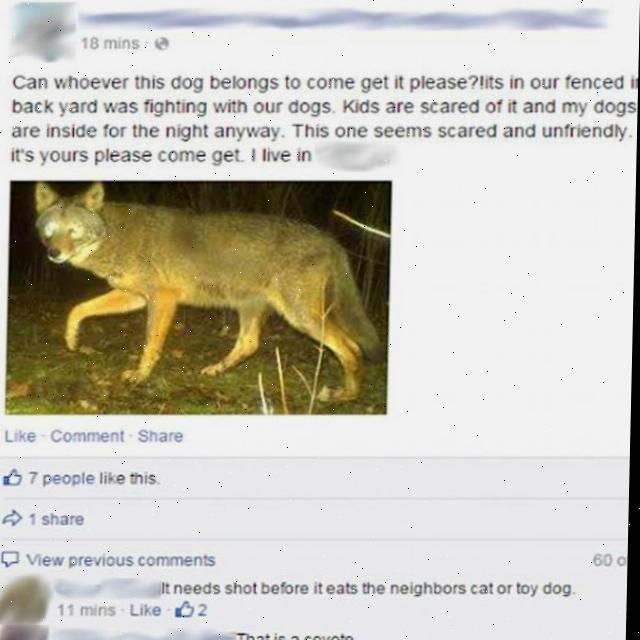 18 mins ·
Can whoever this dog belongs to come get it please?!its in our fenced
back yard was fighting with our dogs. Kids are scared of it and my dogs
are inside for the night anyway. This one seems scared and unfriendly.
it's yours please come get. I live in
Like · Comment · Share
7 people like this.
1 share
View previous comments
60
It needs shot before it eats the neighbors cat or toy dog.
11 mins · Like · 2
That is a coyote